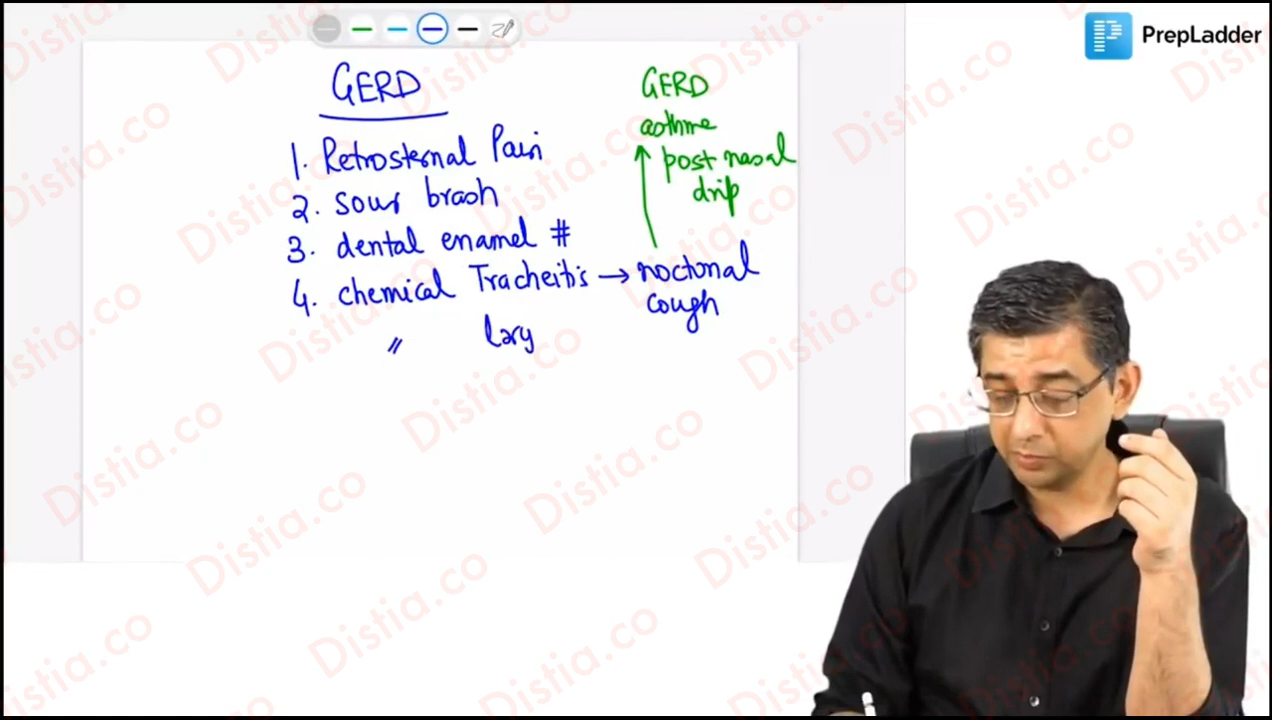 PrepLadder
GERD
1. Retrosternal Pain
2. Sour brash
3. dental enamel #
4. chemical Tracheitis → noctonal
cough
〃 lary
GERD
asthma
post nasal
drip
Distia.co